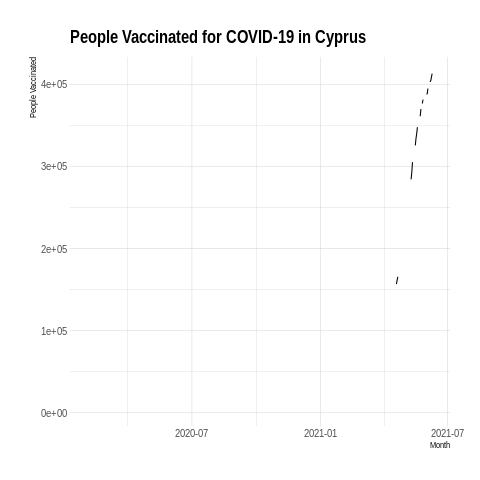 People Vaccinated for COVID-19 in Cyprus
People Vaccinated
4e+05
3e+05
2e+05
1e+05
0e+00
2020-07
2021-01
2021-07
Month